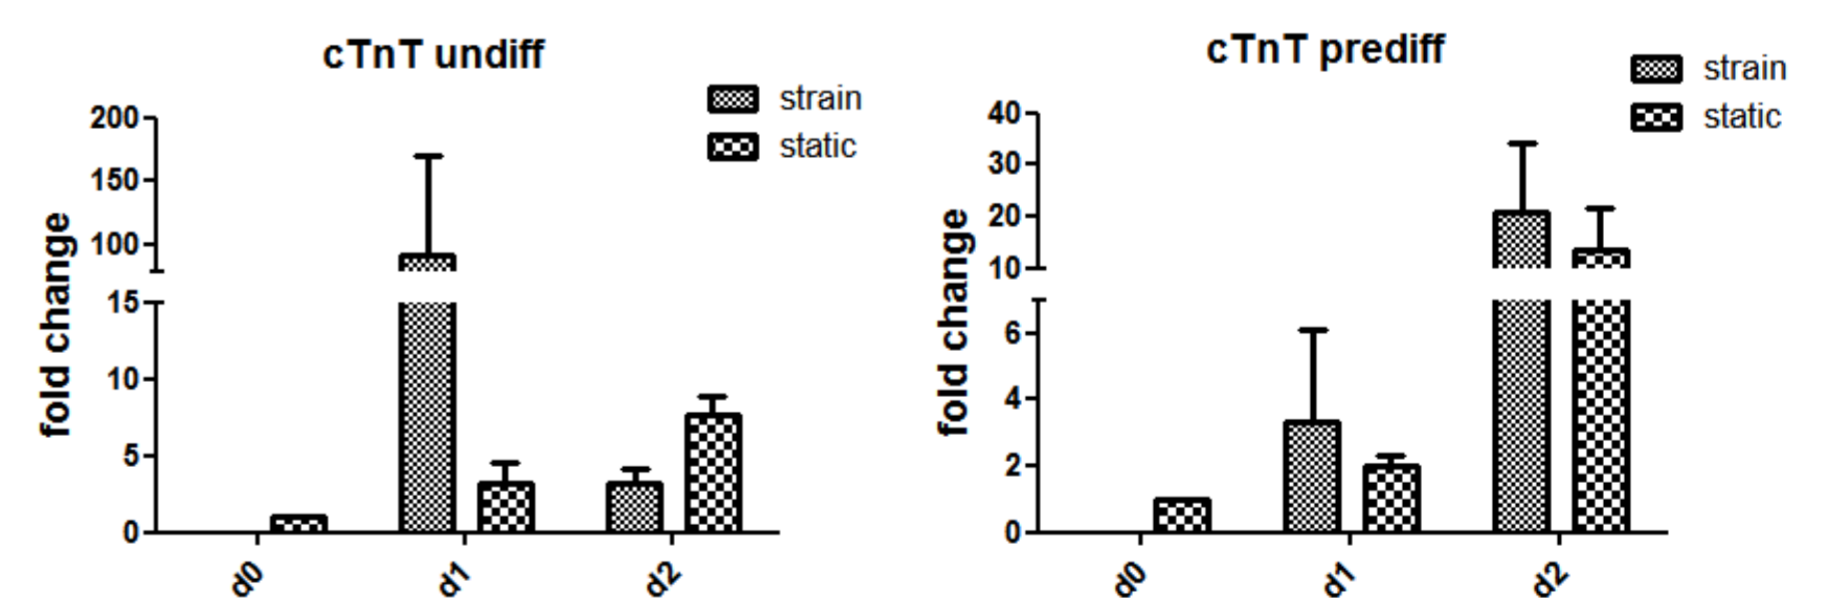 cTnT undiff
strain
static
fold change
200
150
100
15
10
5
0
d0
d1
d2
cTnT prediff
strain
static
fold change
40
30
20
10
6
4
2
0
d0
d1
d2